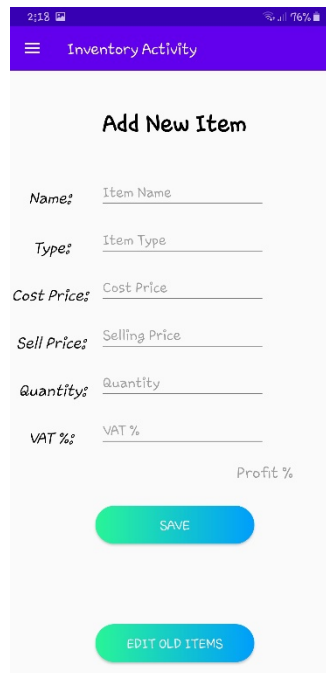 2:18 76%
Inventory Activity
Add New Item
Name: Item Name
Type: Item Type
Cost Price: Cost Price
Sell Price: Selling Price
Quantity: Quantity
VAT %: VAT %
Profit %
SAVE
EDIT OLD ITEMS